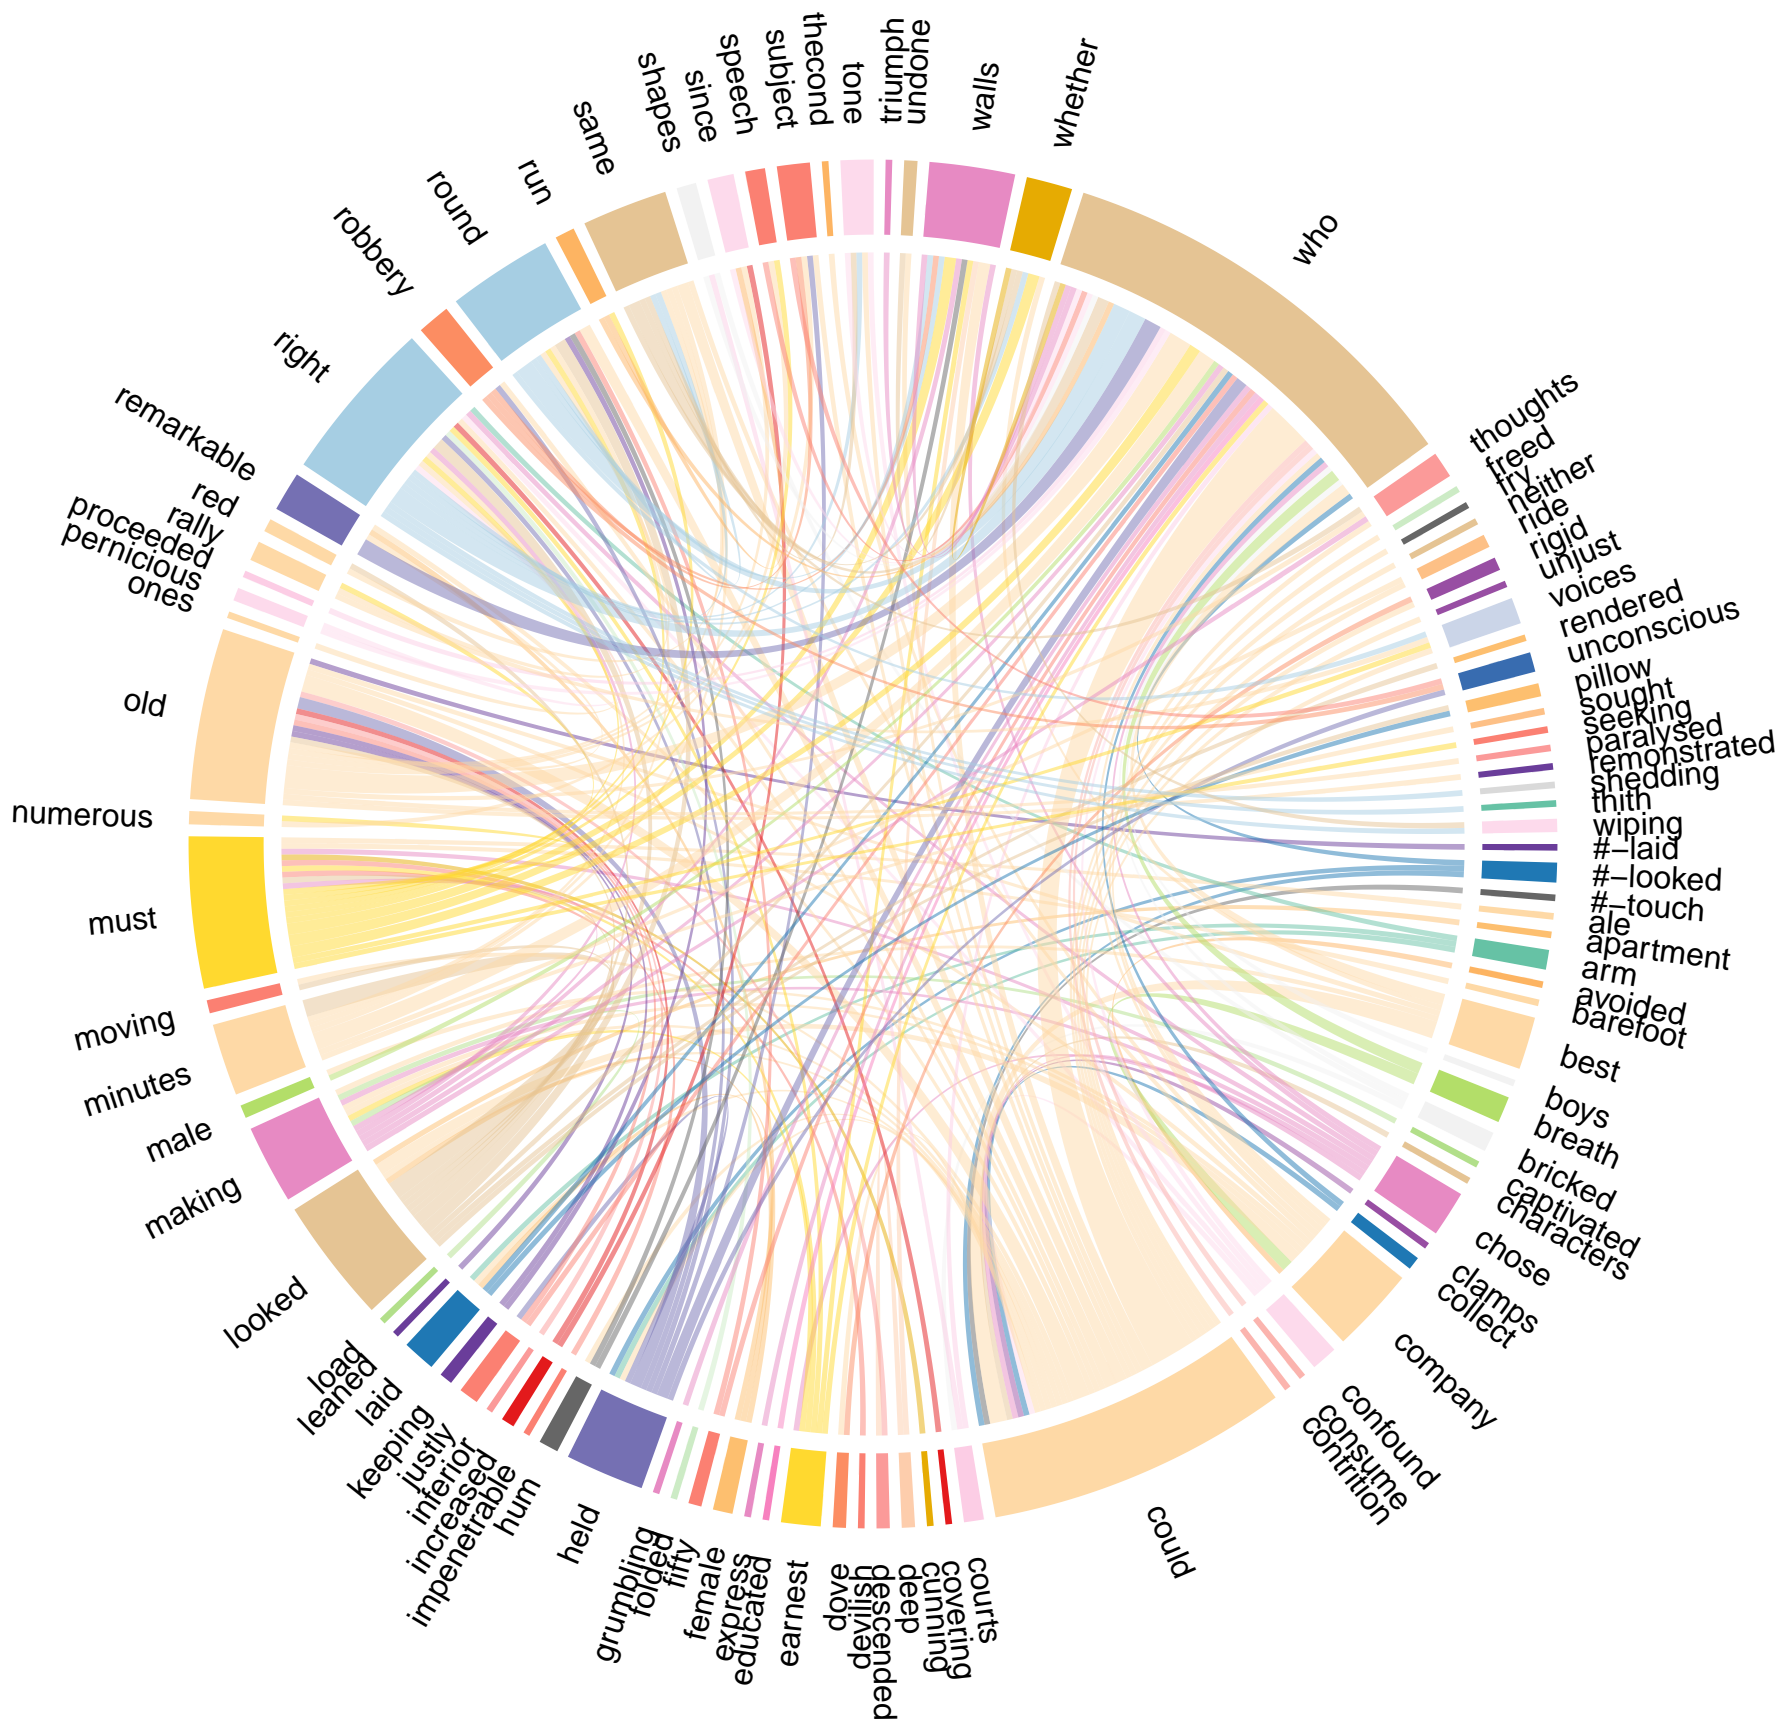 who
thoughts
freed
fry
neither
ride
rigid
unjust
voices
rendered
unconscious
pillow
sought
seeking
paralysed
remonstrated
shedding
thith
wiping
#–laid
#–looked
#–touch
ale
apartment
arm
avoided
barefoot
best
boys
breath
bricked
captivated
characters
chose
clamps
collect
company
confound
consume
contrition
could
courts
covering
cunning
deep
descended
devilish
dove
earnest
educated
express
female
fifty
folded
grumbling
held
hum
impenetrable
increased
inferior
justly
keeping
laid
leaned
load
looked
making
male
minutes
moving
must
numerous
old
ones
pernicious
proceeded
rally
red
remarkable
right
robbery
round
run
same
shapes
since
speech
subject
thecond
tone
triumph
undone
walls
whether